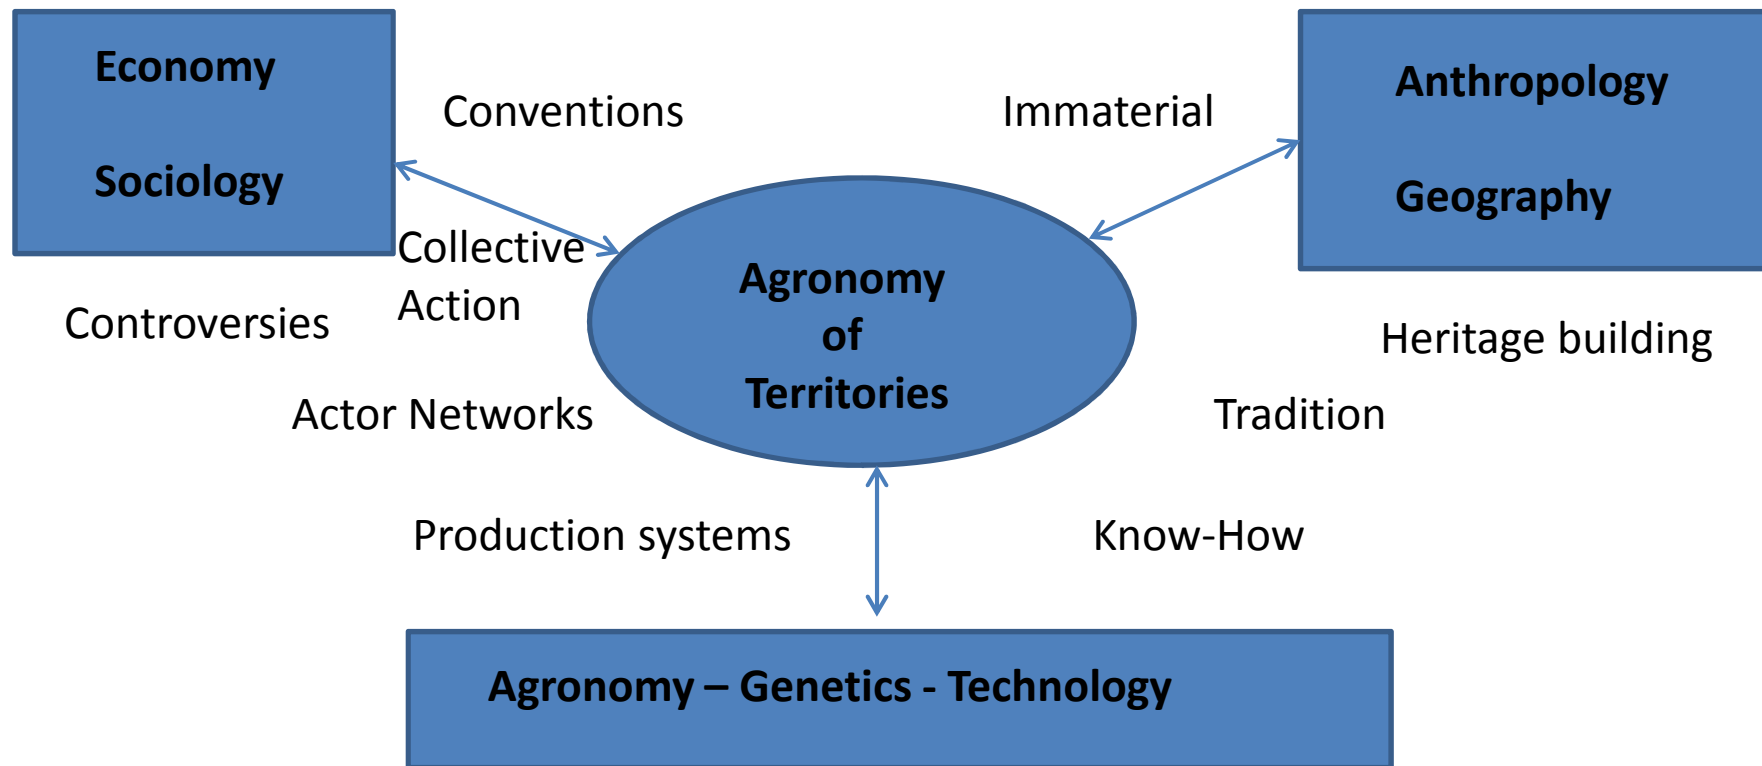 Economy
Sociology
Conventions
Immaterial
Anthropology
Geography
Collective
Action
Controversies
Agronomy
of
Territories
Heritage building
Actor Networks
Tradition
Production systems
Know-How
Agronomy – Genetics - Technology